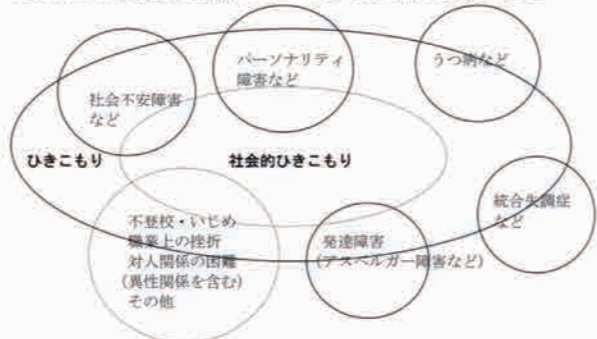 パーソナリティ
障害など
うつ病など
社会不安障害
など
ひきこもり
社会的ひきこもり
統合失調症
など
不登校・いじめ
職業上の挫折
対人関係の困難
(異性関係を含む)
その他
発達障害
(アスペルガー障害など)